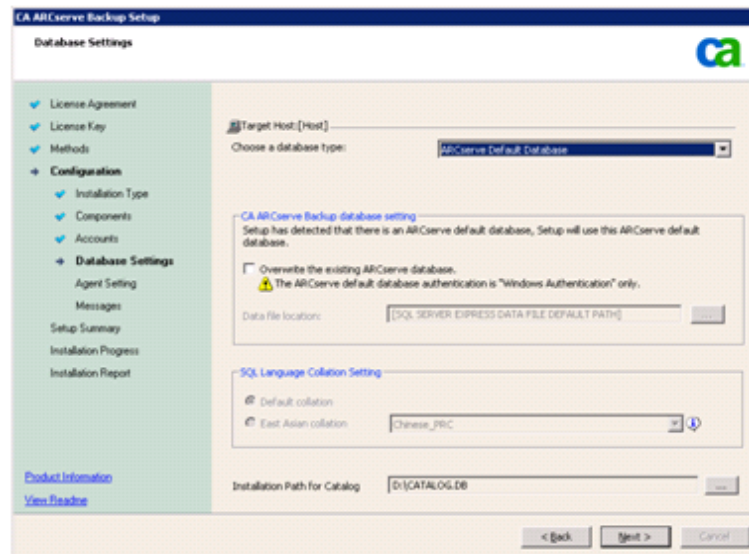 CA ARCserve Backup Setup
Database Settings
ca
License Agreement
License Key
Methods
Configuration
Installation Type
Components
Accounts
Database Settings
Agent Setting
Messages
Setup Summary
Installation Progress
Installation Report
Product Information
View Readme
Target Host:[Host]
Choose a database type:
ARCserve Default Database
CA ARCserve Backup database setting
Setup has detected that there is an ARCserve default database, Setup will use this ARCserve default
database.
Overwrite the existing ARCserve database.
The ARCserve default database authentication is "Windows Authentication" only.
Data file location:
[SQL SERVER EXPRESS DATA FILE DEFAULT PATH]
...
SQL Language Collation Setting
Default collation
East Asian collation
Chinese_PRC
Installation Path for Catalog
D:\CATALOG.DB
...
< Back
Next >
Cancel